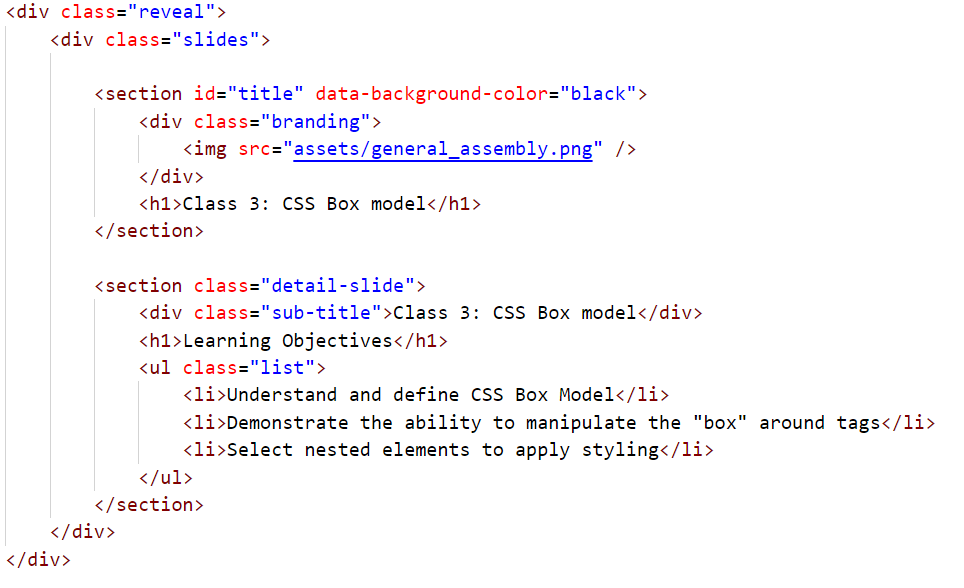 <div class="reveal">
<div class="slides">
<section id="title" data-background-color="black">
<div class="branding">
<img src="assets/general_assembly.png" />
</div>
<h1>Class 3: CSS Box model</h1>
</section>
<section class="detail-slide">
<div class="sub-title">Class 3: CSS Box model</div>
<h1>Learning Objectives</h1>
<ul class="list">
<li>Understand and define CSS Box Model</li>
<li>Demonstrate the ability to manipulate the "box" around tags</li>
<li>Select nested elements to apply styling</li>
</ul>
</section>
</div>
</div>